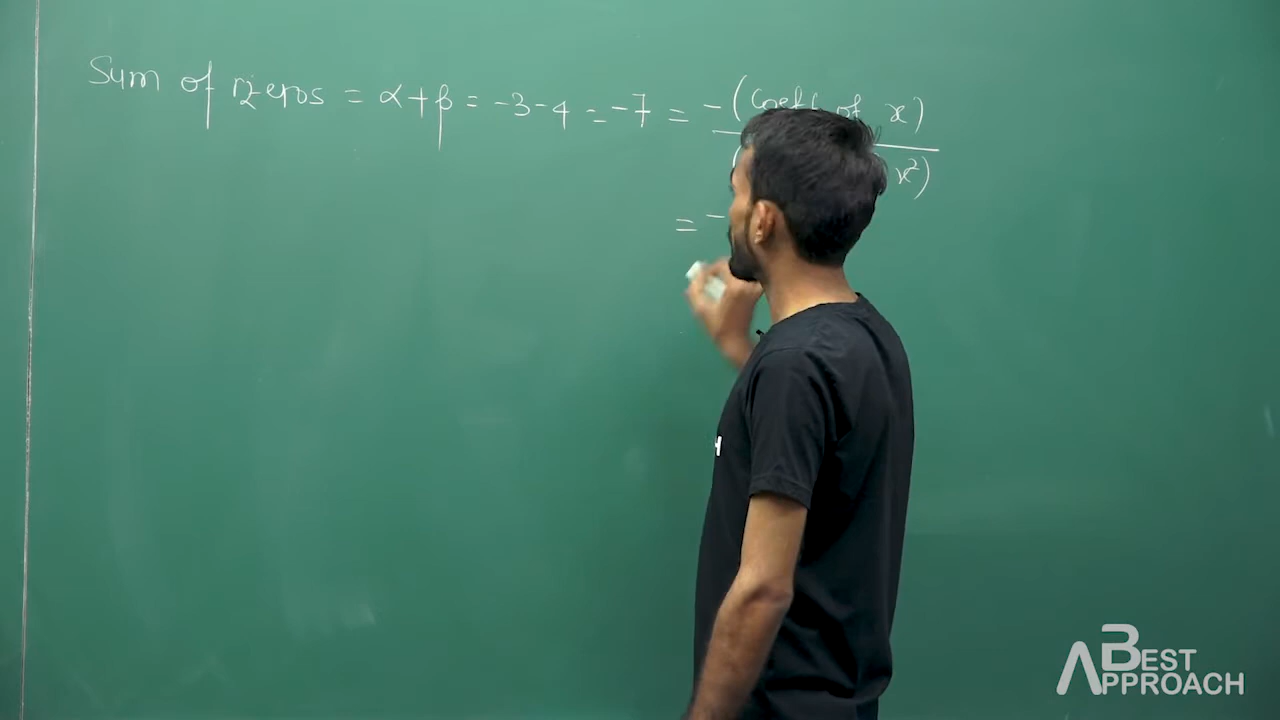 Sum of zeros = α+β = -3-4 = -7 = -(Coeff of x)
x²)
= -
H
BEST
APPROACH